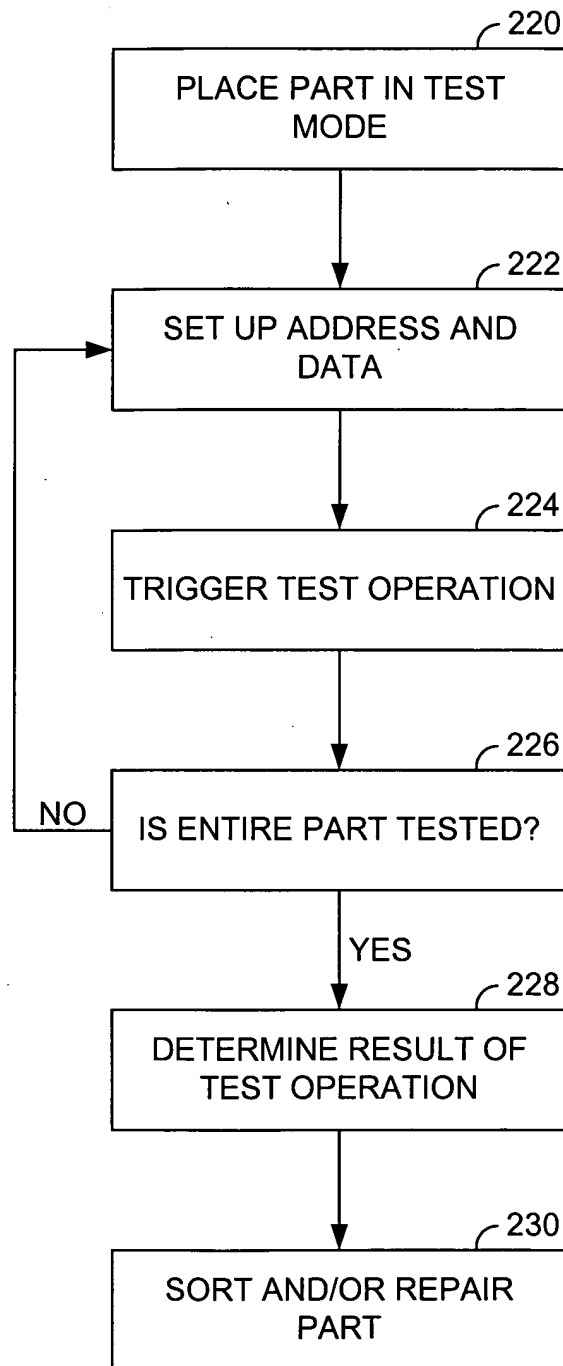 220
PLACE PART IN TEST
MODE
222
SET UP ADDRESS AND
DATA
224
TRIGGER TEST OPERATION
226
IS ENTIRE PART TESTED?
NO
YES
228
DETERMINE RESULT OF
TEST OPERATION
230
SORT AND/OR REPAIR
PART